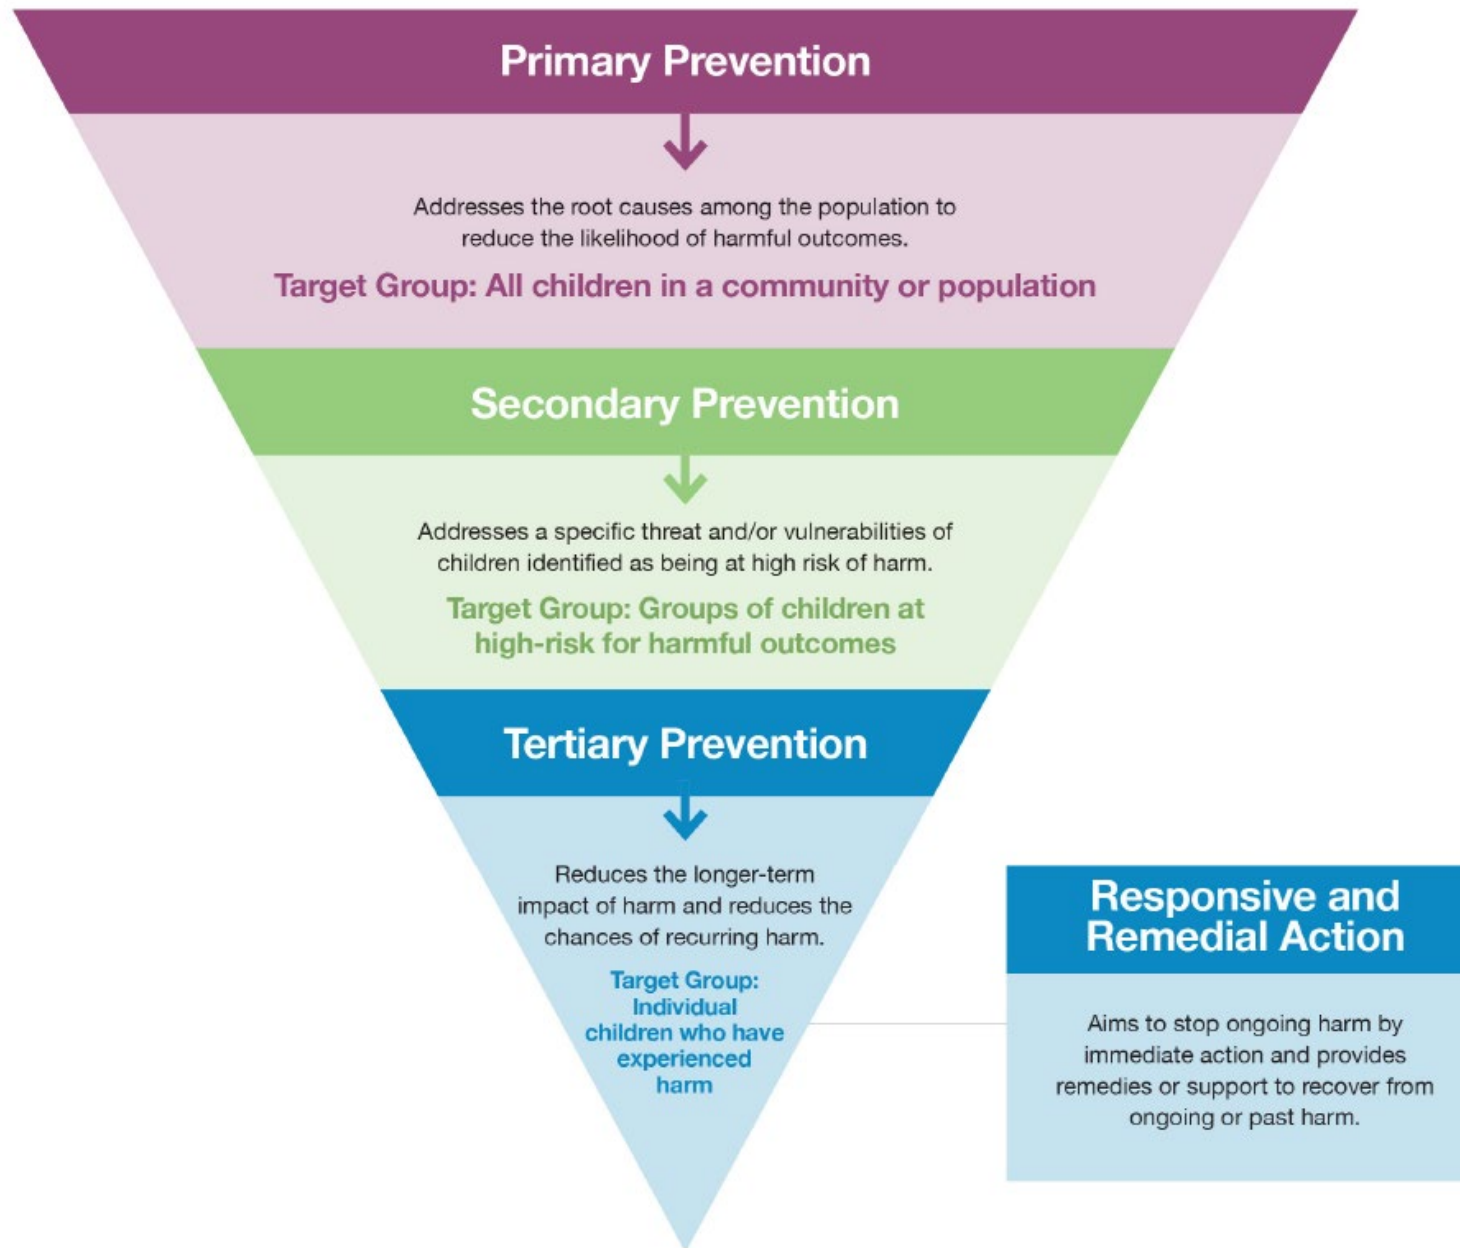 Primary Prevention
Addresses the root causes among the population to
reduce the likelihood of harmful outcomes.
Target Group: All children in a community or population
Secondary Prevention
Addresses a specific threat and/or vulnerabilities of
children identified as being at high risk of harm.
Target Group: Groups of children at
high-risk for harmful outcomes
Tertiary Prevention
Reduces the longer-term
impact of harm and reduces the
chances of recurring harm.
Target Group:
Individual
children who have
experienced
harm
Responsive and
Remedial Action
Aims to stop ongoing harm by
immediate action and provides
remedies or support to recover from
ongoing or past harm.